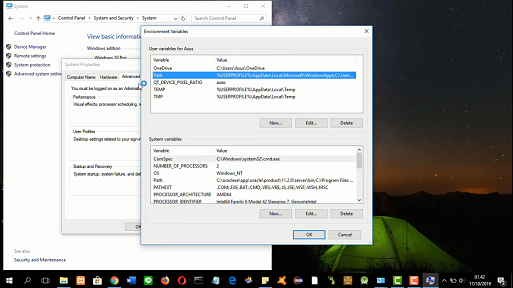 System
Control Panel > System and Security > System
Search Control Panel
Control Panel Home
View basic information
Device Manager
Remote settings
System protection
Advanced system settings
Windows edition
System Properties
Computer Name
Hardware
Advanced
You must be logged on as an Administrator
Performance
Visual effects, processor scheduling,
User Profiles
Desktop settings related to your sign-in
Startup and Recovery
System startup, system failure, and
See also
Security and Maintenance
Environment Variables
User variables for Asus
Variable Value
OneDrive C:\Users\Asus\OneDrive
Path %USERPROFILE%\AppData\Local\Microsoft\WindowsApps;C:\User...
QT_DEVICE_PIXEL_RATIO auto
TEMP %USERPROFILE%\AppData\Local\Temp
TMP %USERPROFILE%\AppData\Local\Temp
New... Edit... Delete
System variables
Variable Value
ComSpec C:\Windows\system32\cmd.exe
NUMBER_OF_PROCESSORS 2
OS Windows_NT
Path C:\oraclexe\app\oracle\product\11.2.0\server\bin;C:\Program Files ...
PATHEXT .COM;.EXE;.BAT;.CMD;.VBS;.VBE;.JS;.JSE;.WSF;.WSH;.MSC
PROCESSOR_ARCHITECTURE AMD64
PROCESSOR_IDENTIFIER Intel64 Family 6 Model 42 Stepping 7, GenuineIntel
New... Edit... Delete
OK Cancel
01.42
17/10/2019